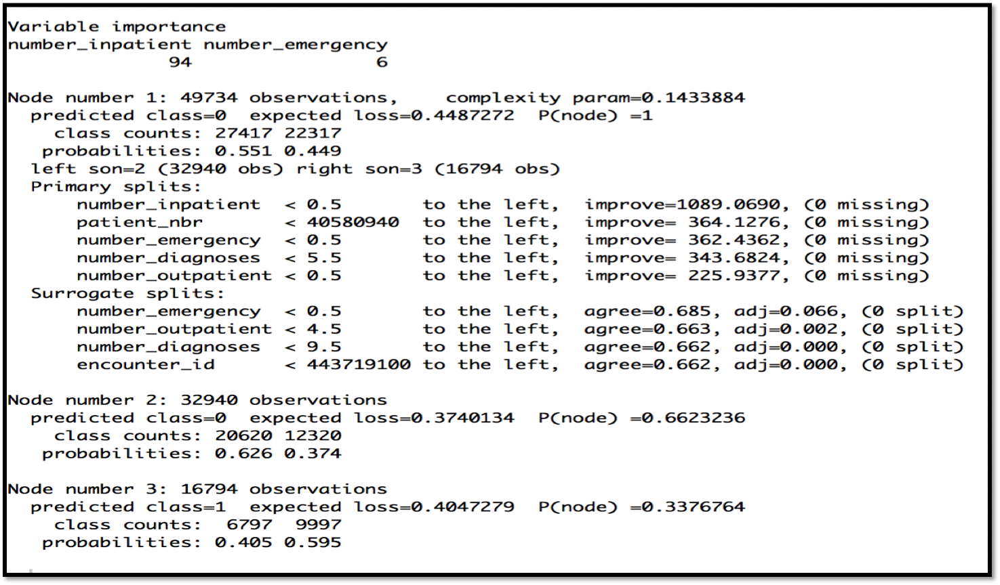 Variable importance
number_inpatient number_emergency
94 6
Node number 1: 49734 observations, complexity param=0.1433884
predicted class=0 expected loss=0.4487272 P(node) =1
class counts: 27417 22317
probabilities: 0.551 0.449
left son=2 (32940 obs) right son=3 (16794 obs)
Primary splits:
number_inpatient < 0.5 to the left, improve=1089.0690, (0 missing)
patient_nbr < 40580940 to the left, improve= 364.1276, (0 missing)
number_emergency < 0.5 to the left, improve= 362.4362, (0 missing)
number_diagnoses < 5.5 to the left, improve= 343.6824, (0 missing)
number_outpatient < 0.5 to the left, improve= 225.9377, (0 missing)
Surrogate splits:
number_emergency < 0.5 to the left, agree=0.685, adj=0.066, (0 split)
number_outpatient < 4.5 to the left, agree=0.663, adj=0.002, (0 split)
number_diagnoses < 9.5 to the left, agree=0.662, adj=0.000, (0 split)
encounter_id < 443719100 to the left, agree=0.662, adj=0.000, (0 split)
Node number 2: 32940 observations
predicted class=0 expected loss=0.3740134 P(node) =0.6623236
class counts: 20620 12320
probabilities: 0.626 0.374
Node number 3: 16794 observations
predicted class=1 expected loss=0.4047279 P(node) =0.3376764
class counts: 6797 9997
probabilities: 0.405 0.595